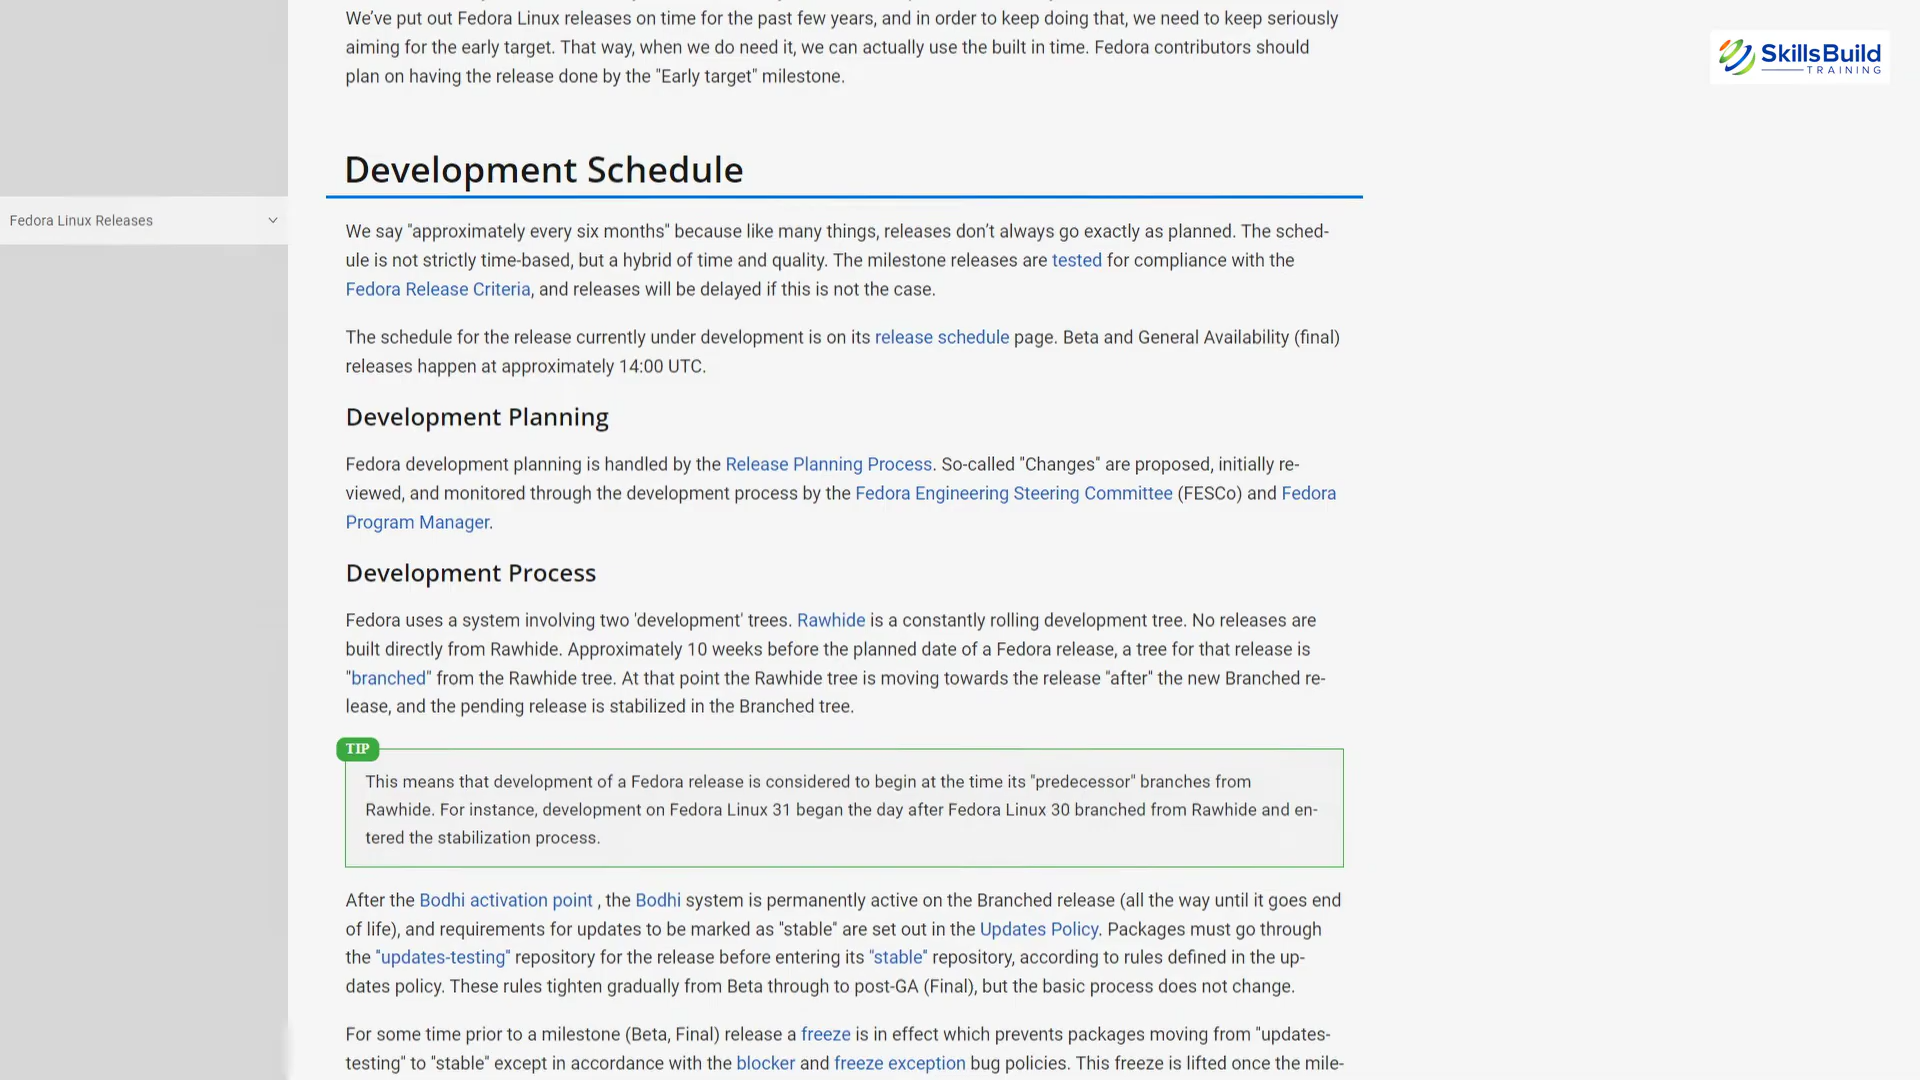 We’ve put out Fedora Linux releases on time for the past few years, and in order to keep doing that, we need to keep seriously
aiming for the early target. That way, when we do need it, we can actually use the built in time. Fedora contributors should
plan on having the release done by the "Early target" milestone.
SkillsBuild
TRAINING
Development Schedule
Fedora Linux Releases
We say "approximately every six months" because like many things, releases don’t always go exactly as planned. The sched-
ule is not strictly time-based, but a hybrid of time and quality. The milestone releases are tested for compliance with the
Fedora Release Criteria, and releases will be delayed if this is not the case.
The schedule for the release currently under development is on its release schedule page. Beta and General Availability (final)
releases happen at approximately 14:00 UTC.
Development Planning
Fedora development planning is handled by the Release Planning Process. So-called "Changes" are proposed, initially re-
viewed, and monitored through the development process by the Fedora Engineering Steering Committee (FESCo) and Fedora
Program Manager.
Development Process
Fedora uses a system involving two 'development' trees. Rawhide is a constantly rolling development tree. No releases are
built directly from Rawhide. Approximately 10 weeks before the planned date of a Fedora release, a tree for that release is
"branched" from the Rawhide tree. At that point the Rawhide tree is moving towards the release "after" the new Branched re-
lease, and the pending release is stabilized in the Branched tree.
TIP
This means that development of a Fedora release is considered to begin at the time its "predecessor" branches from
Rawhide. For instance, development on Fedora Linux 31 began the day after Fedora Linux 30 branched from Rawhide and en-
tered the stabilization process.
After the Bodhi activation point , the Bodhi system is permanently active on the Branched release (all the way until it goes end
of life), and requirements for updates to be marked as "stable" are set out in the Updates Policy. Packages must go through
the "updates-testing" repository for the release before entering its "stable" repository, according to rules defined in the up-
dates policy. These rules tighten gradually from Beta through to post-GA (Final), but the basic process does not change.
For some time prior to a milestone (Beta, Final) release a freeze is in effect which prevents packages moving from "updates-
testing" to "stable" except in accordance with the blocker and freeze exception bug policies. This freeze is lifted once the mile-